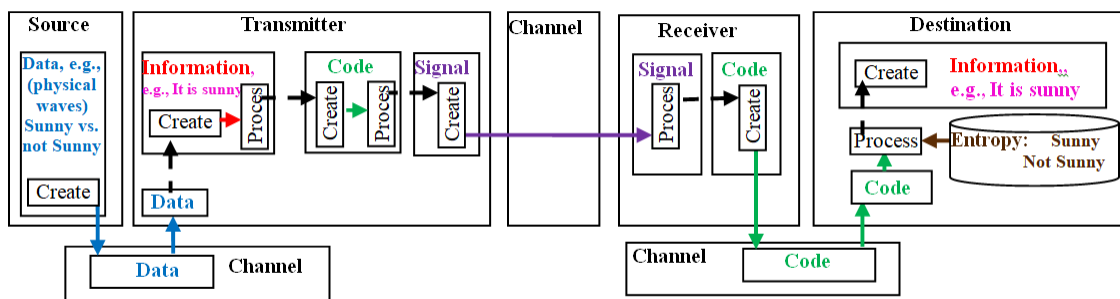 Source
Data, e.g.,
(physical
waves)
Sunny vs.
not Sunny
Create
Transmitter
Information,
e.g., It is sunny
Create
Proces
Data
Code
Create
Proces
Signal
Create
Channel
Data
Channel
Receiver
Signal
Proces
Code
Create
Channel
Code
Destination
Create
Information,,
e.g., It is sunny
Process
Entropy: Sunny
Not Sunny
Code